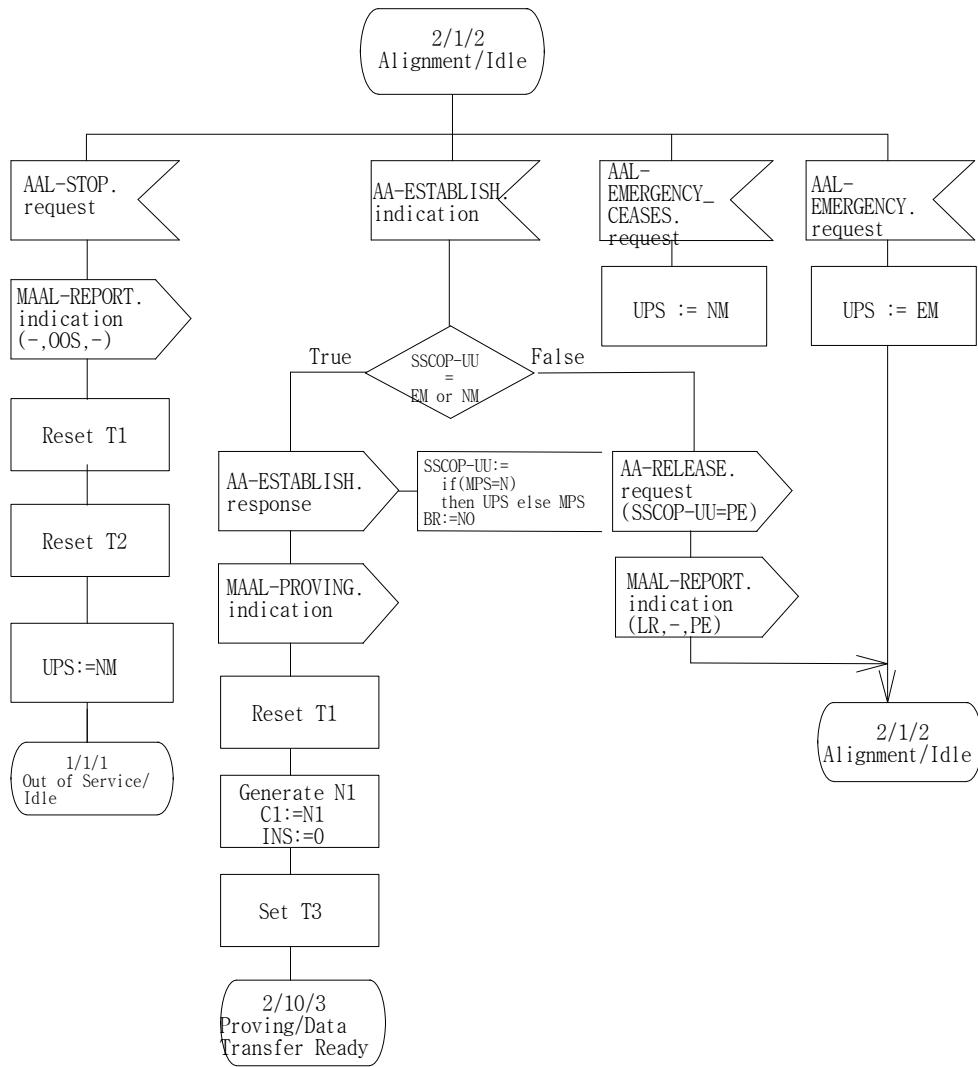 2/1/2
Alignment/Idle
AAL-STOP.
request
AA-ESTABLISH.
indication
AAL-
EMERGENCY_
CEASES.
request
AAL-
EMERGENCY.
request
MAAL-REPORT.
indication
(-,OOS,-)
UPS := NM
UPS := EM
True
SSCOP-UU
=
EM or NM
False
Reset T1
AA-ESTABLISH.
response
SSCOP-UU:=
if(MPS=N)
then UPS else MPS
BR:=NO
AA-RELEASE.
request
(SSCOP-UU=PE)
Reset T2
MAAL-PROVING.
indication
MAAL-REPORT.
indication
(LR,-,PE)
UPS:=NM
Reset T1
2/1/2
Alignment/Idle
1/1/1
Out of Service/
Idle
Generate N1
C1:=N1
INS:=0
Set T3
2/10/3
Proving/Data
Transfer Ready